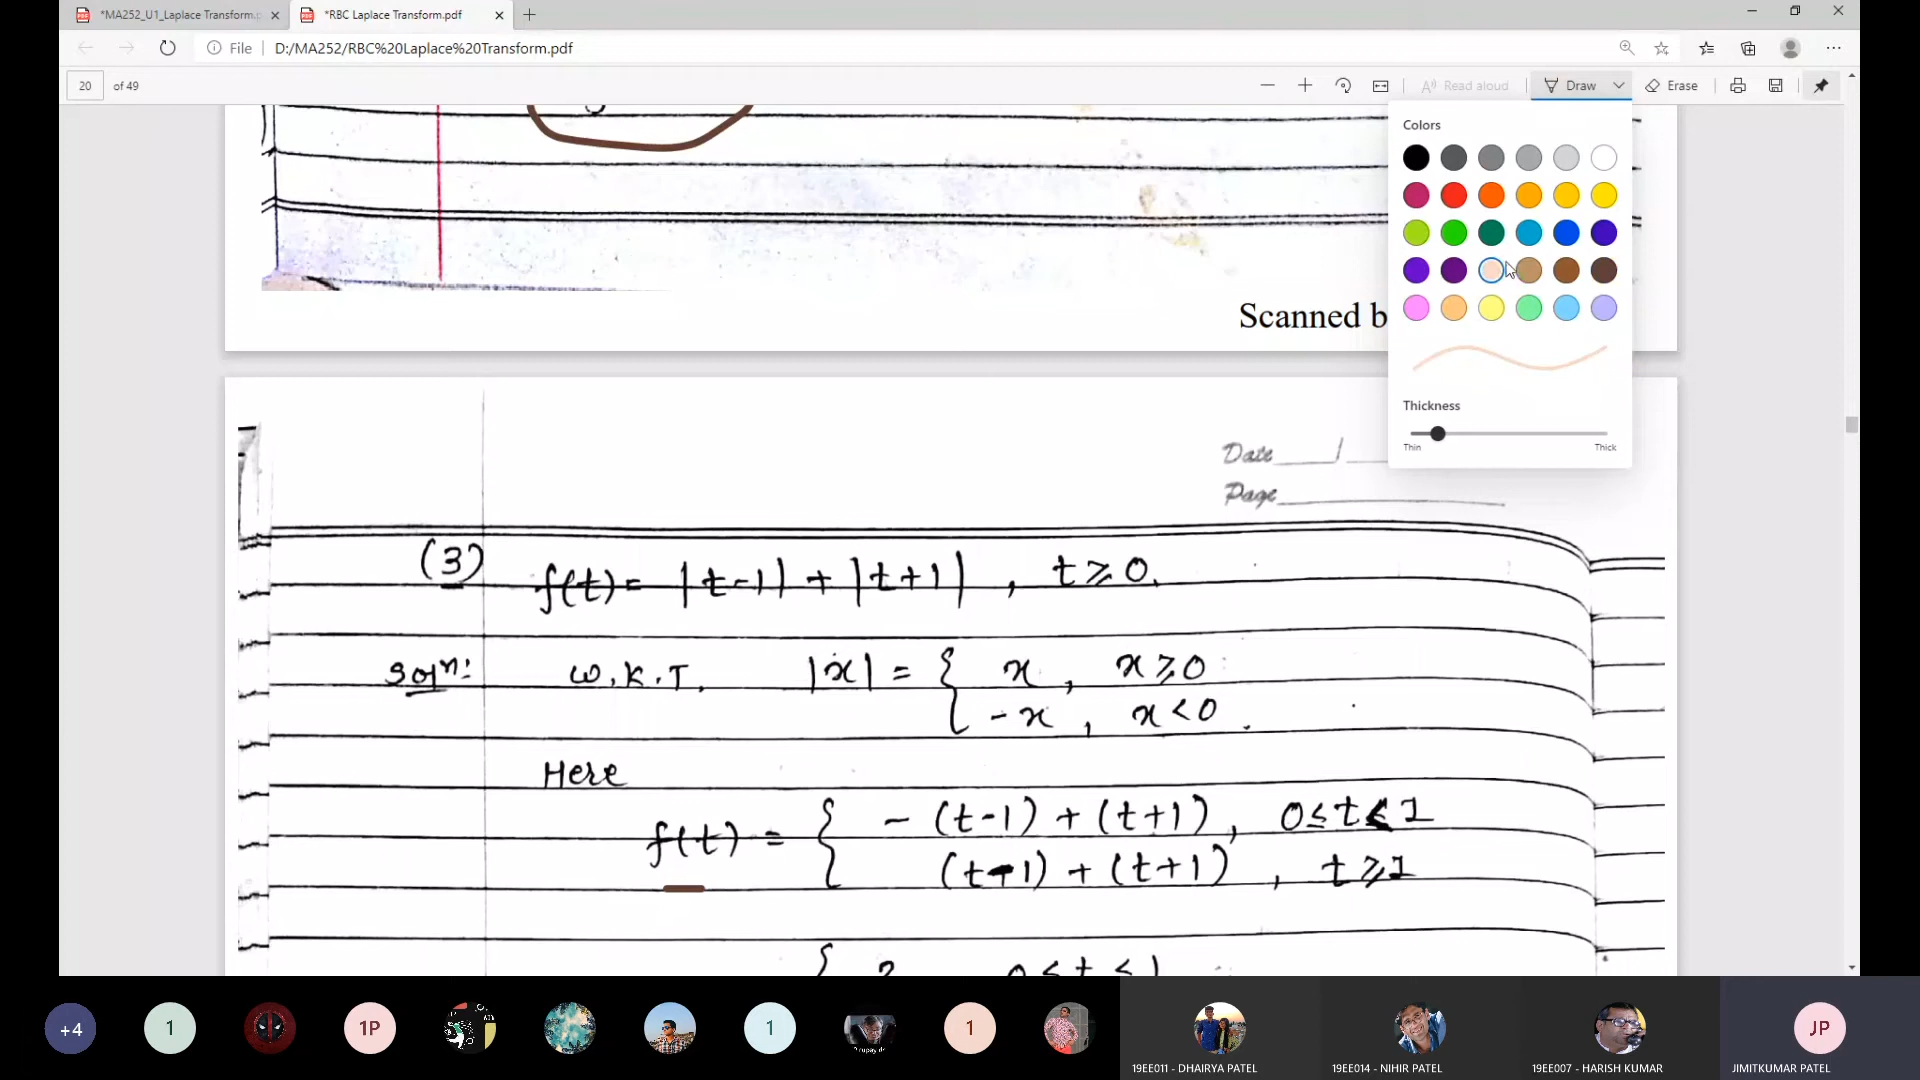 *MA252_U1_Laplace Transform.p
*RBC Laplace Transform.pdf
File
D:/MA252/RBC%20Laplace%20Transform.pdf
20 of 49
Read aloud
Draw
Erase
Colors
Thickness
Thin
Thick
Scanned b
Date / 
Page
(3) f(t) = |t-1| + |t+1| , t ≥ 0.
Solⁿ: W.K.T. |x| = { x , x ≥ 0
-x , x < 0 .
Here
f(t) = { -(t-1) + (t+1), 0 ≤ t < 1
(t-1) + (t+1) , t ≥ 1
{ 2 0 ≤ t < 1
+4
1
1P
1
1
JP
19EE011 - DHAIRYA PATEL
19EE014 - NIHIR PATEL
19EE007 - HARISH KUMAR
JIMITKUMAR PATEL